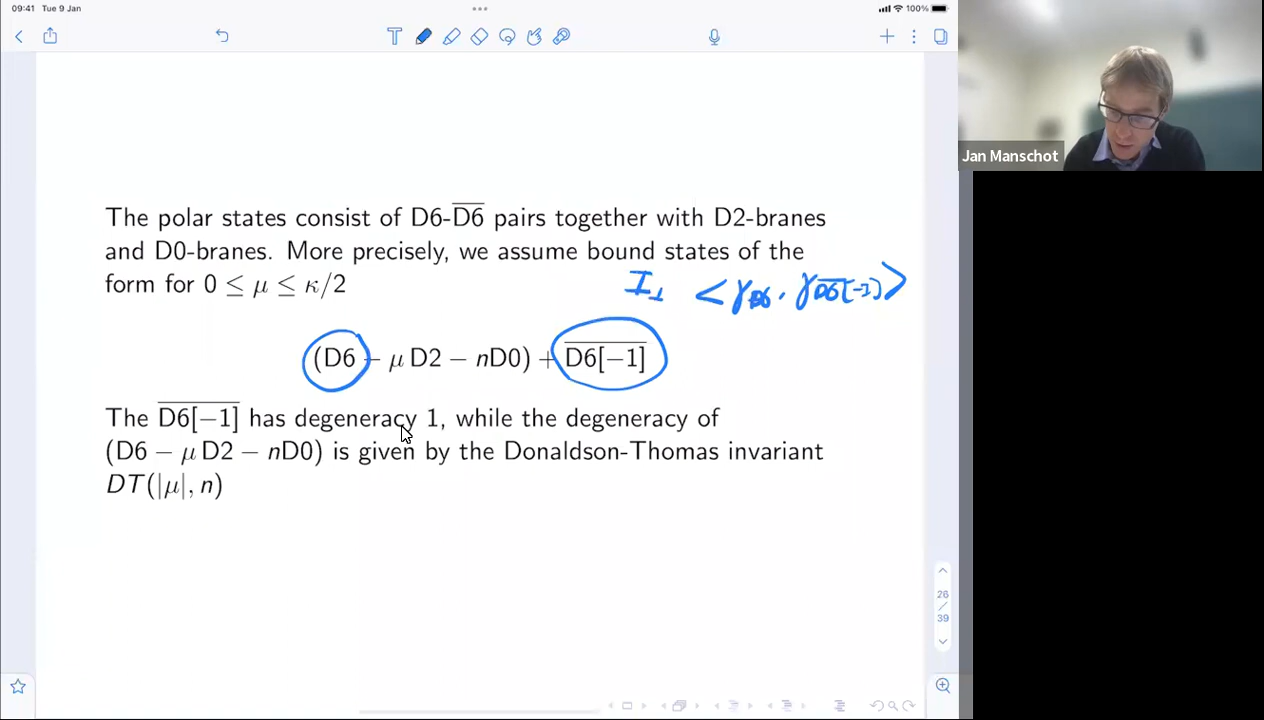 09:41 Tue 9 Jan
100%
Jan Manschot
The polar states consist of D6-$\overline{\text{D6}}$ pairs together with D2-branes
and D0-branes. More precisely, we assume bound states of the
form for 0 ≤ μ ≤ κ/2
< γ_{D6}, γ_{\overline{D6}[-1]} >
(D6 − μ D2 − nD0) + $\overline{\text{D6[−1]}}$
The $\overline{\text{D6[−1]}}$ has degeneracy 1, while the degeneracy of
(D6 − μ D2 − nD0) is given by the Donaldson-Thomas invariant
DT(|μ|, n)
26
/
39